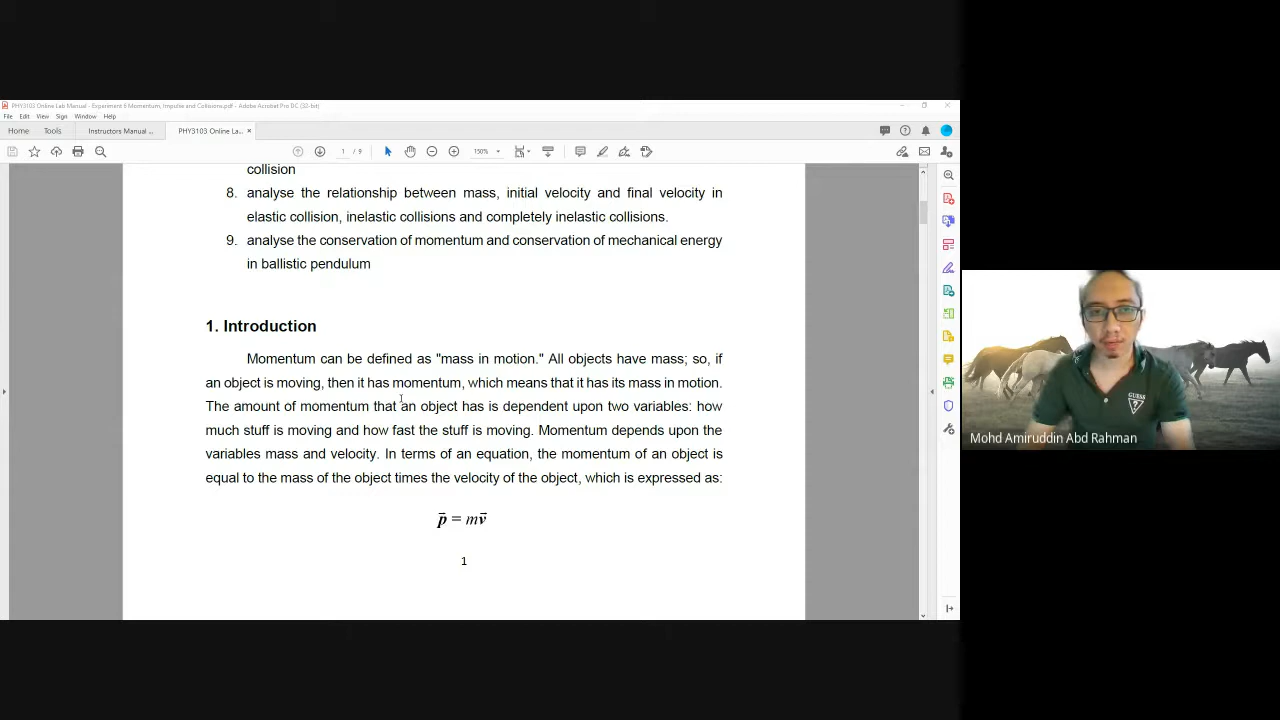 PHY3103 Online Lab Manual - Experiment 6 Momentum, Impulse and Collisions.pdf - Adobe Acrobat Pro DC (32-bit)
File Edit View Sign Window Help
Home Tools Instructors Manual ... PHY3103 Online La... ×
1 / 9 150%
collision
8. analyse the relationship between mass, initial velocity and final velocity in
elastic collision, inelastic collisions and completely inelastic collisions.
9. analyse the conservation of momentum and conservation of mechanical energy
in ballistic pendulum
1. Introduction
Momentum can be defined as "mass in motion." All objects have mass; so, if
an object is moving, then it has momentum, which means that it has its mass in motion.
The amount of momentum that an object has is dependent upon two variables: how
much stuff is moving and how fast the stuff is moving. Momentum depends upon the
variables mass and velocity. In terms of an equation, the momentum of an object is
equal to the mass of the object times the velocity of the object, which is expressed as:
p⃗ = mv⃗
1
GUESS
?
Mohd Amiruddin Abd Rahman